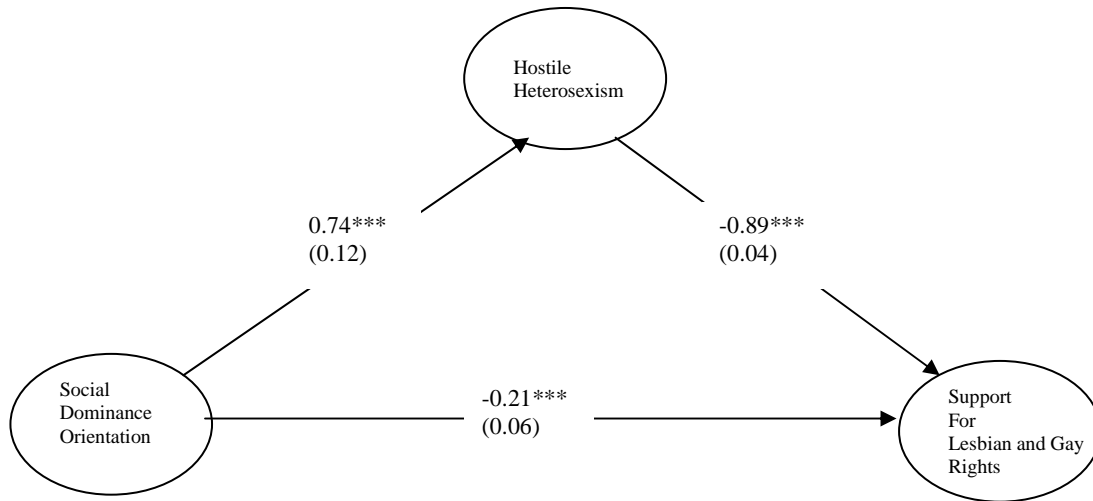 Hostile
Heterosexism
0.74***
(0.12)
-0.89***
(0.04)
Social
Dominance
Orientation
-0.21***
(0.06)
Support
For
Lesbian and Gay
Rights